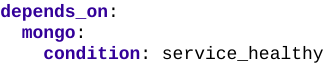 depends_on:
  mongo:
    condition: service_healthy